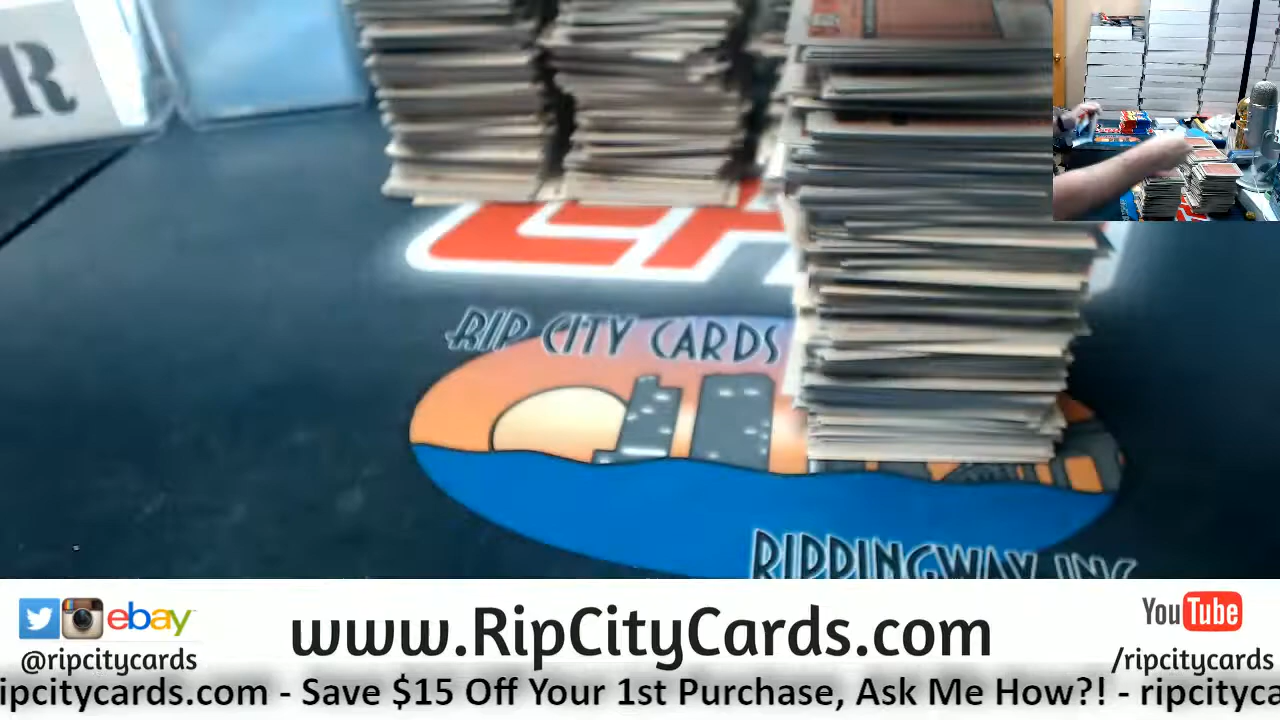 R
RIP CITY CARDS
RIPPINGWAY INC
ebay
@ripcitycards
www.RipCityCards.com
YouTube
/ripcitycards
ipcitycards.com - Save $15 Off Your 1st Purchase, Ask Me How?! - ripcityca